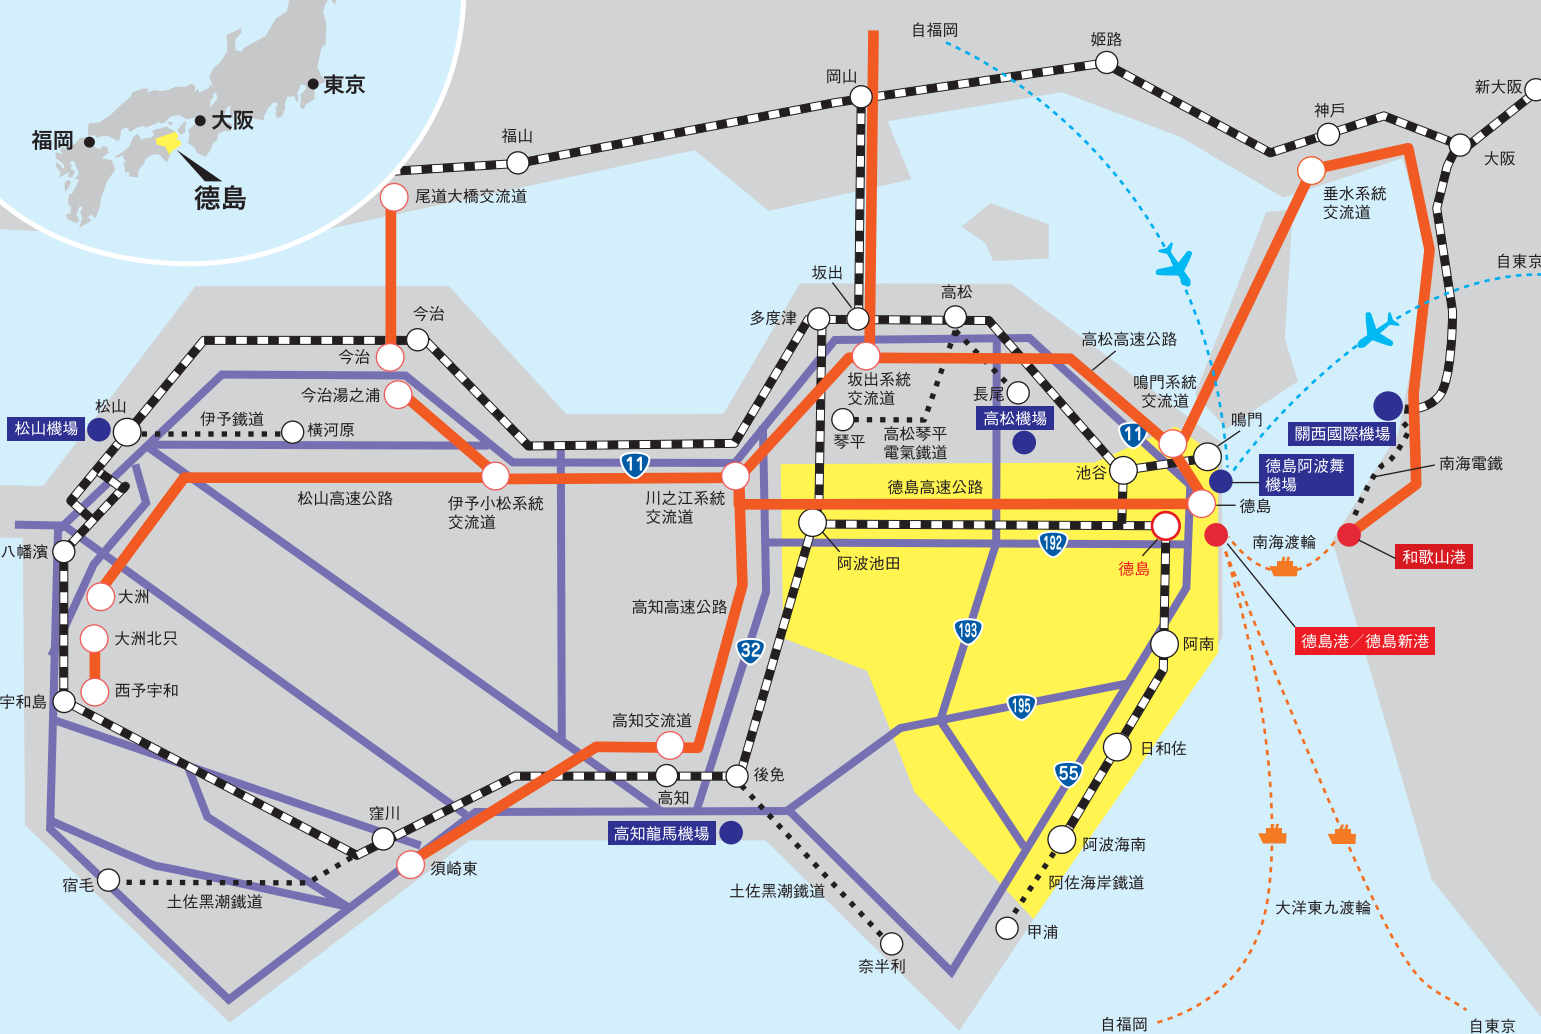 東京
大阪
福岡
德島
自福岡
姬路
岡山
新大阪
神戶
大阪
福山
尾道大橋交流道
垂水系統
交流道
自東京
坂出
高松
今治
多度津
今治
高松高速公路
坂出系統
交流道
鳴門系統
交流道
今治湯之浦
長尾
松山
伊予鐵道
松山機場
橫河原
高松機場
鳴門
琴平
高松琴平
電氣鐵道
11
關西國際機場
11
池谷
德島阿波舞
機場
南海電鐵
松山高速公路
伊予小松系統
交流道
川之江系統
交流道
德島高速公路
德島
八幡濱
192
南海渡輪
和歌山港
阿波池田
德島
大洲
高知高速公路
大洲北只
193
阿南
德島港／德島新港
32
西予宇和
宇和島
195
高知交流道
日和佐
後免
55
高知
窪川
高知龍馬機場
阿波海南
須崎東
宿毛
土佐黑潮鐵道
土佐黑潮鐵道
阿佐海岸鐵道
大洋東九渡輪
甲浦
奈半利
自福岡
自東京